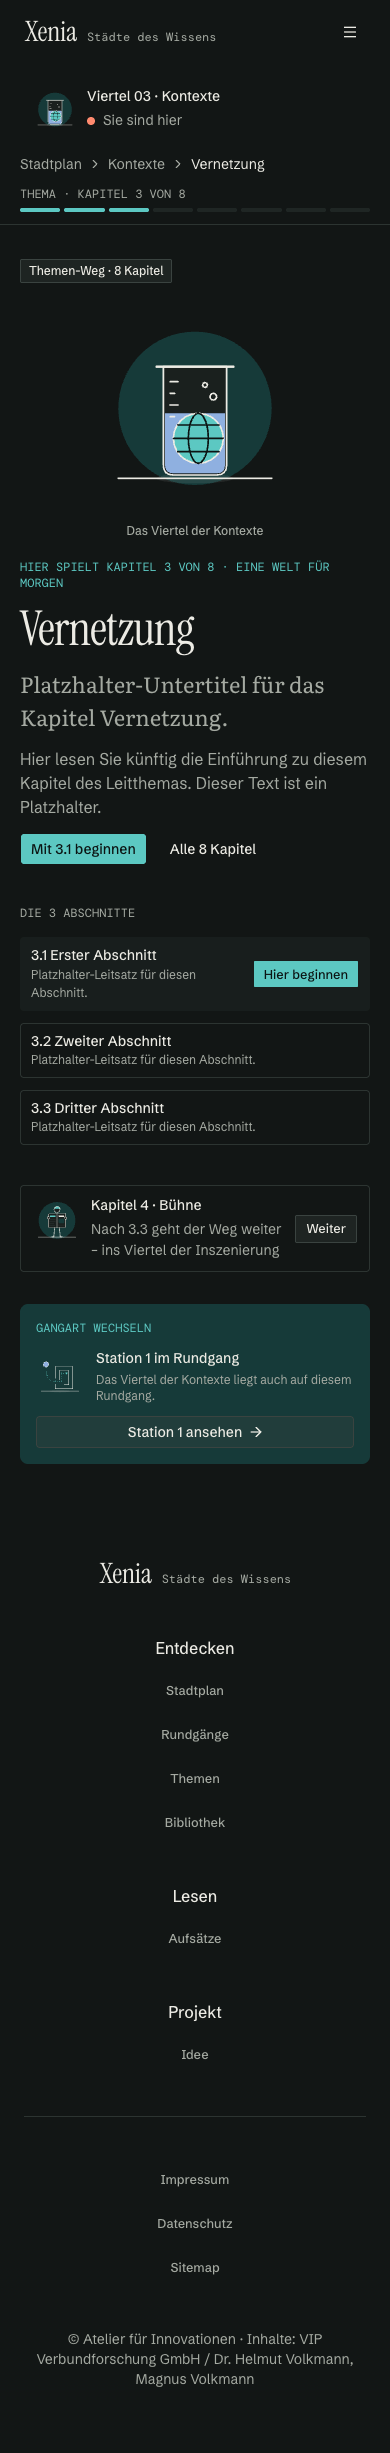 Xenia Städte des Wissens
Viertel 03 · Kontexte
Sie sind hier
Stadtplan > Kontexte > Vernetzung
THEMA · KAPITEL 3 VON 8
Themen-Weg · 8 Kapitel
Das Viertel der Kontexte
HIER SPIELT KAPITEL 3 VON 8 · EINE WELT FÜR
MORGEN
Vernetzung
Platzhalter-Untertitel für das
Kapitel Vernetzung.
Hier lesen Sie künftig die Einführung zu diesem
Kapitel des Leitthemas. Dieser Text ist ein
Platzhalter.
Mit 3.1 beginnen Alle 8 Kapitel
DIE 3 ABSCHNITTE
3.1 Erster Abschnitt
Platzhalter-Leitsatz für diesen
Abschnitt.
Hier beginnen
3.2 Zweiter Abschnitt
Platzhalter-Leitsatz für diesen Abschnitt.
3.3 Dritter Abschnitt
Platzhalter-Leitsatz für diesen Abschnitt.
Kapitel 4 · Bühne
Nach 3.3 geht der Weg weiter
– ins Viertel der Inszenierung
Weiter
GANGART WECHSELN
Station 1 im Rundgang
Das Viertel der Kontexte liegt auch auf diesem
Rundgang.
Station 1 ansehen →
Xenia Städte des Wissens
Entdecken
Stadtplan
Rundgänge
Themen
Bibliothek
Lesen
Aufsätze
Projekt
Idee
Impressum
Datenschutz
Sitemap
© Atelier für Innovationen · Inhalte: VIP
Verbundforschung GmbH / Dr. Helmut Volkmann,
Magnus Volkmann